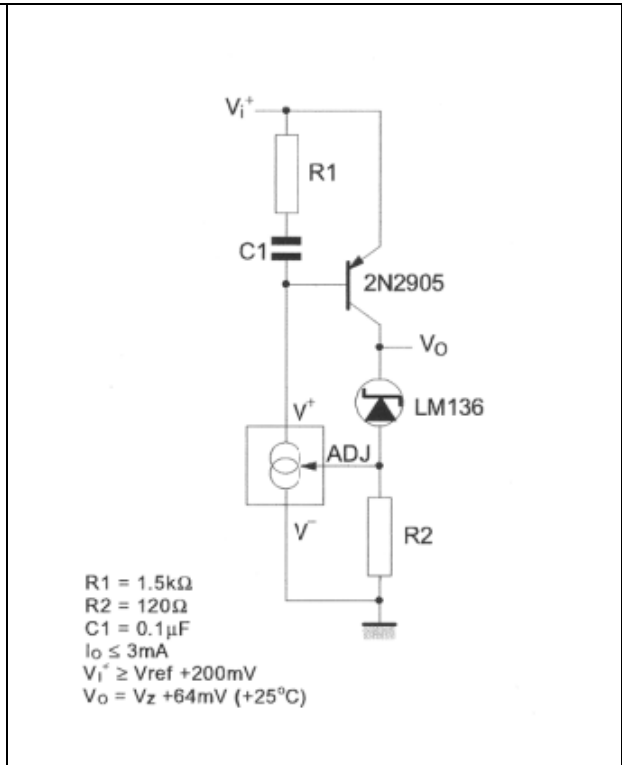 Vi+
R1
C1
2N2905
VO
LM136
V+
ADJ
V−
R2
R1 = 1.5kΩ
R2 = 120Ω
C1 = 0.1μF
IO ≤ 3mA
VI+ ≥ Vref +200mV
VO = VZ +64mV (+25°C)